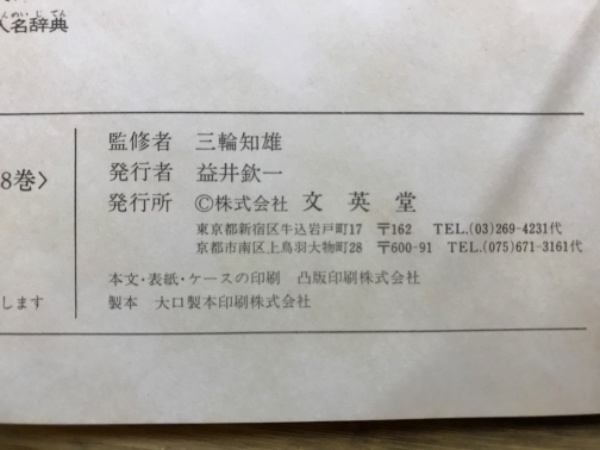 人名辞典
8巻〉
監修者 三輪知雄
発行者 益井欽一
発行所 ©株式会社 文英堂
東京都新宿区牛込岩戸町17 〒162 TEL.(03)269-4231代
京都市南区上鳥羽大物町28 〒600-91 TEL.(075)671-3161代
本文・表紙・ケースの印刷 凸版印刷株式会社
します
製本 大口製本印刷株式会社